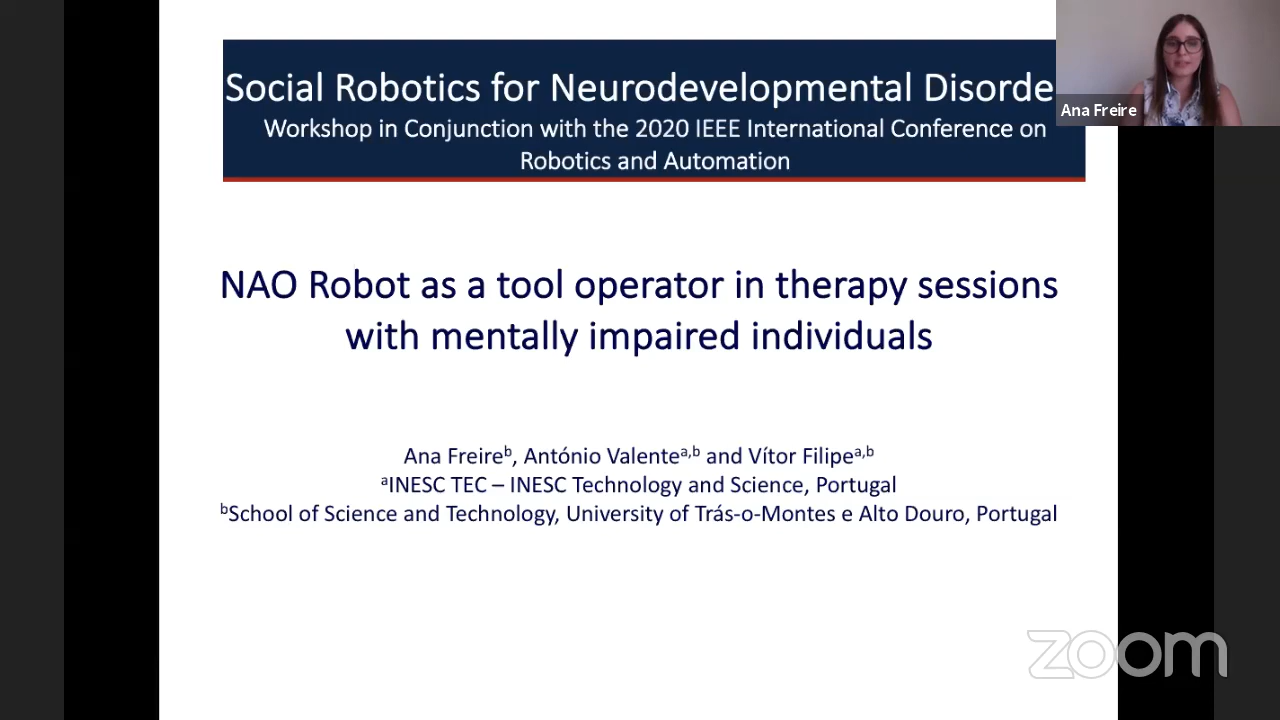 Social Robotics for Neurodevelopmental Disorde
Workshop in Conjunction with the 2020 IEEE International Conference on
Robotics and Automation
Ana Freire
NAO Robot as a tool operator in therapy sessions
with mentally impaired individuals
Ana Freireᵇ, António Valenteᵃ,ᵇ and Vítor Filipeᵃ,ᵇ
ᵃINESC TEC – INESC Technology and Science, Portugal
ᵇSchool of Science and Technology, University of Trás-o-Montes e Alto Douro, Portugal
zoom